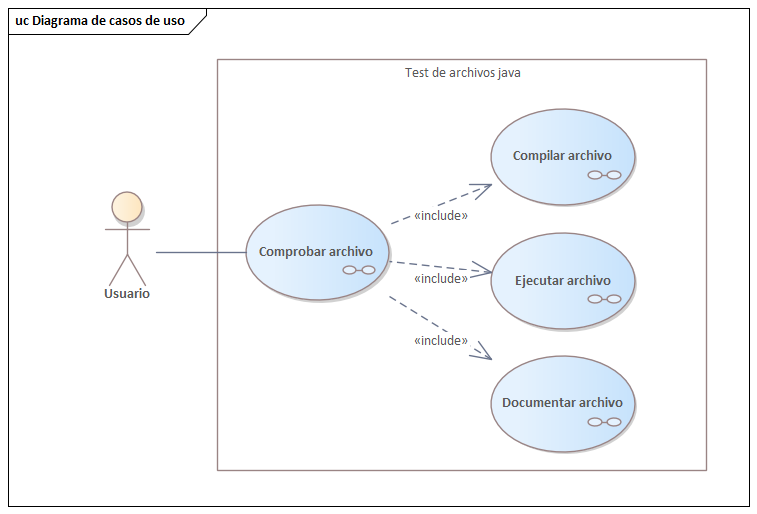 uc Diagrama de casos de uso
Test de archivos java
Compilar archivo
«include»
Comprobar archivo
Ejecutar archivo
«include»
Usuario
«include»
Documentar archivo